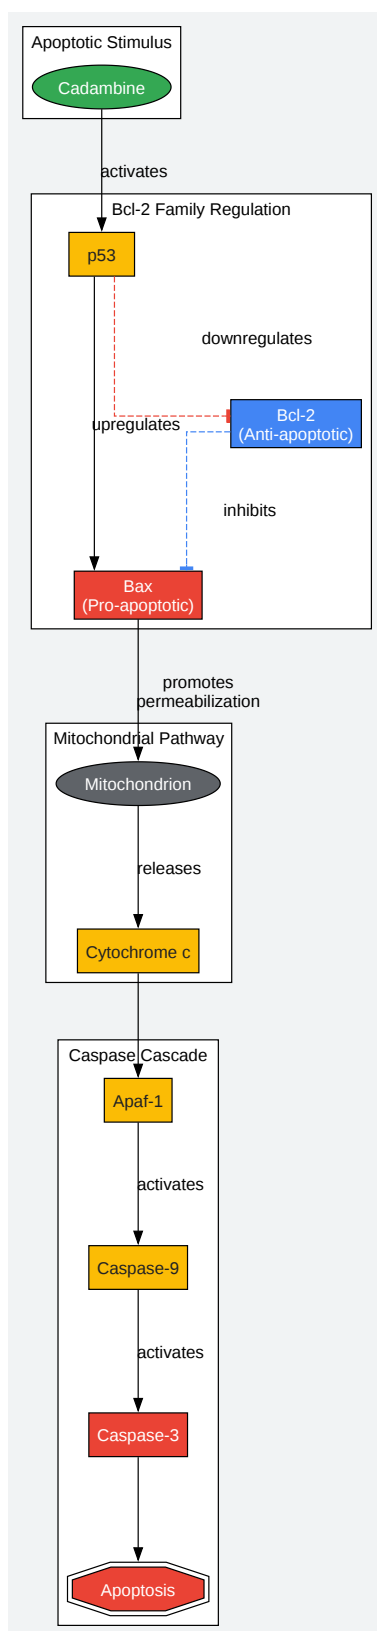 Apoptotic Stimulus
Cadambine
activates
Bcl-2 Family Regulation
p53
downregulates
Bcl-2
(Anti-apoptotic)
upregulates
inhibits
Bax
(Pro-apoptotic)
promotes
permeabilization
Mitochondrial Pathway
Mitochondrion
releases
Cytochrome c
Caspase Cascade
Apaf-1
activates
Caspase-9
activates
Caspase-3
Apoptosis